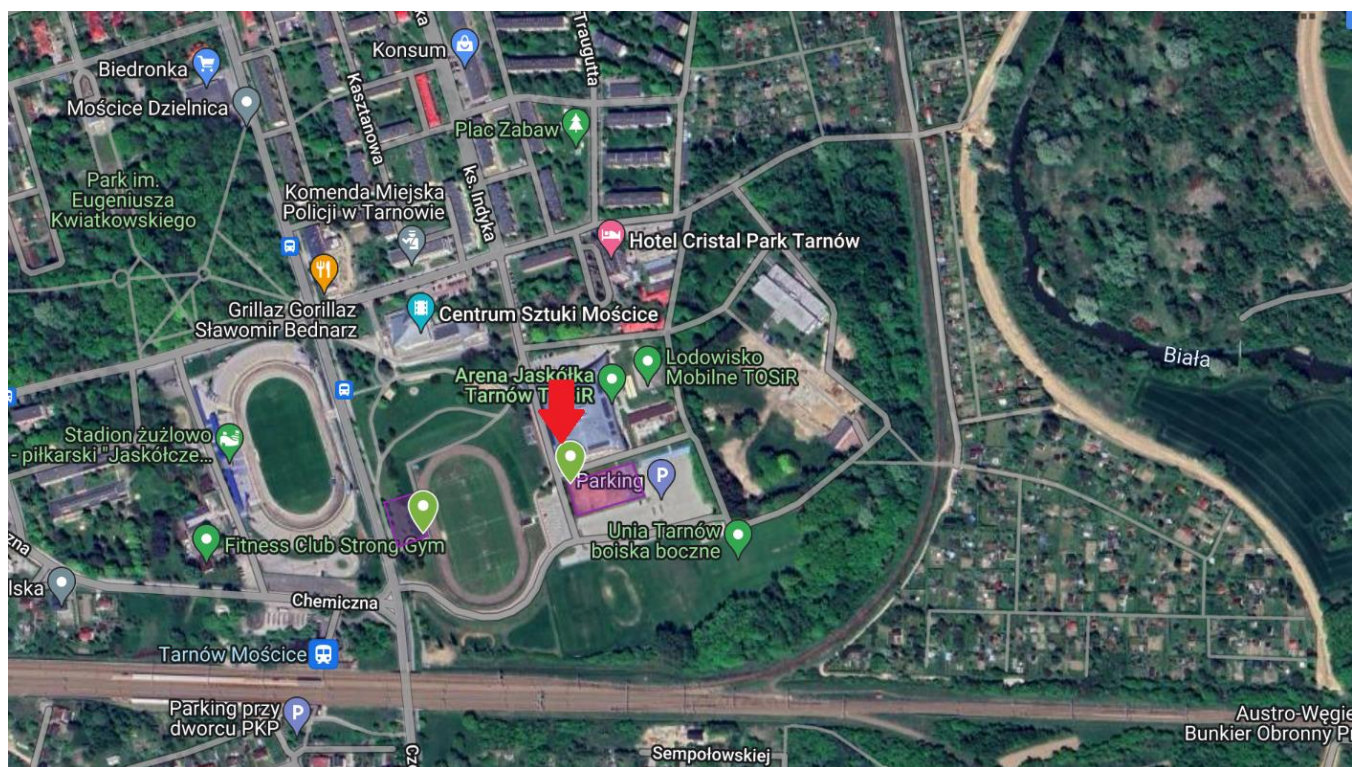 Konsum
Traugutta
Biedronka
Mościce Dzielnica
Kasztanowa
Plac Zabaw
Park im.
Eugeniusza
Kwiatkowskiego
Komenda Miejska
Policji w Tarnowie
ks. Indyka
Hotel Cristal Park Tarnów
Grillaz Gorillaz
Sławomir Bednarz
Centrum Sztuki Mościce
Biała
Lodowisko
Mobilne TOSiR
Arena Jaskółka
Tarnów TOSiR
Stadion żużlowo
- piłkarski "Jaskółcze...
Parking
P
Unia Tarnów
boiska boczne
Fitness Club Strong Gym
lska
Chemiczna
Tarnów Mościce
Parking przy
dworcu PKP
P
Sempołowskiej
Austro-Węgie
Bunkier Obronny Pr